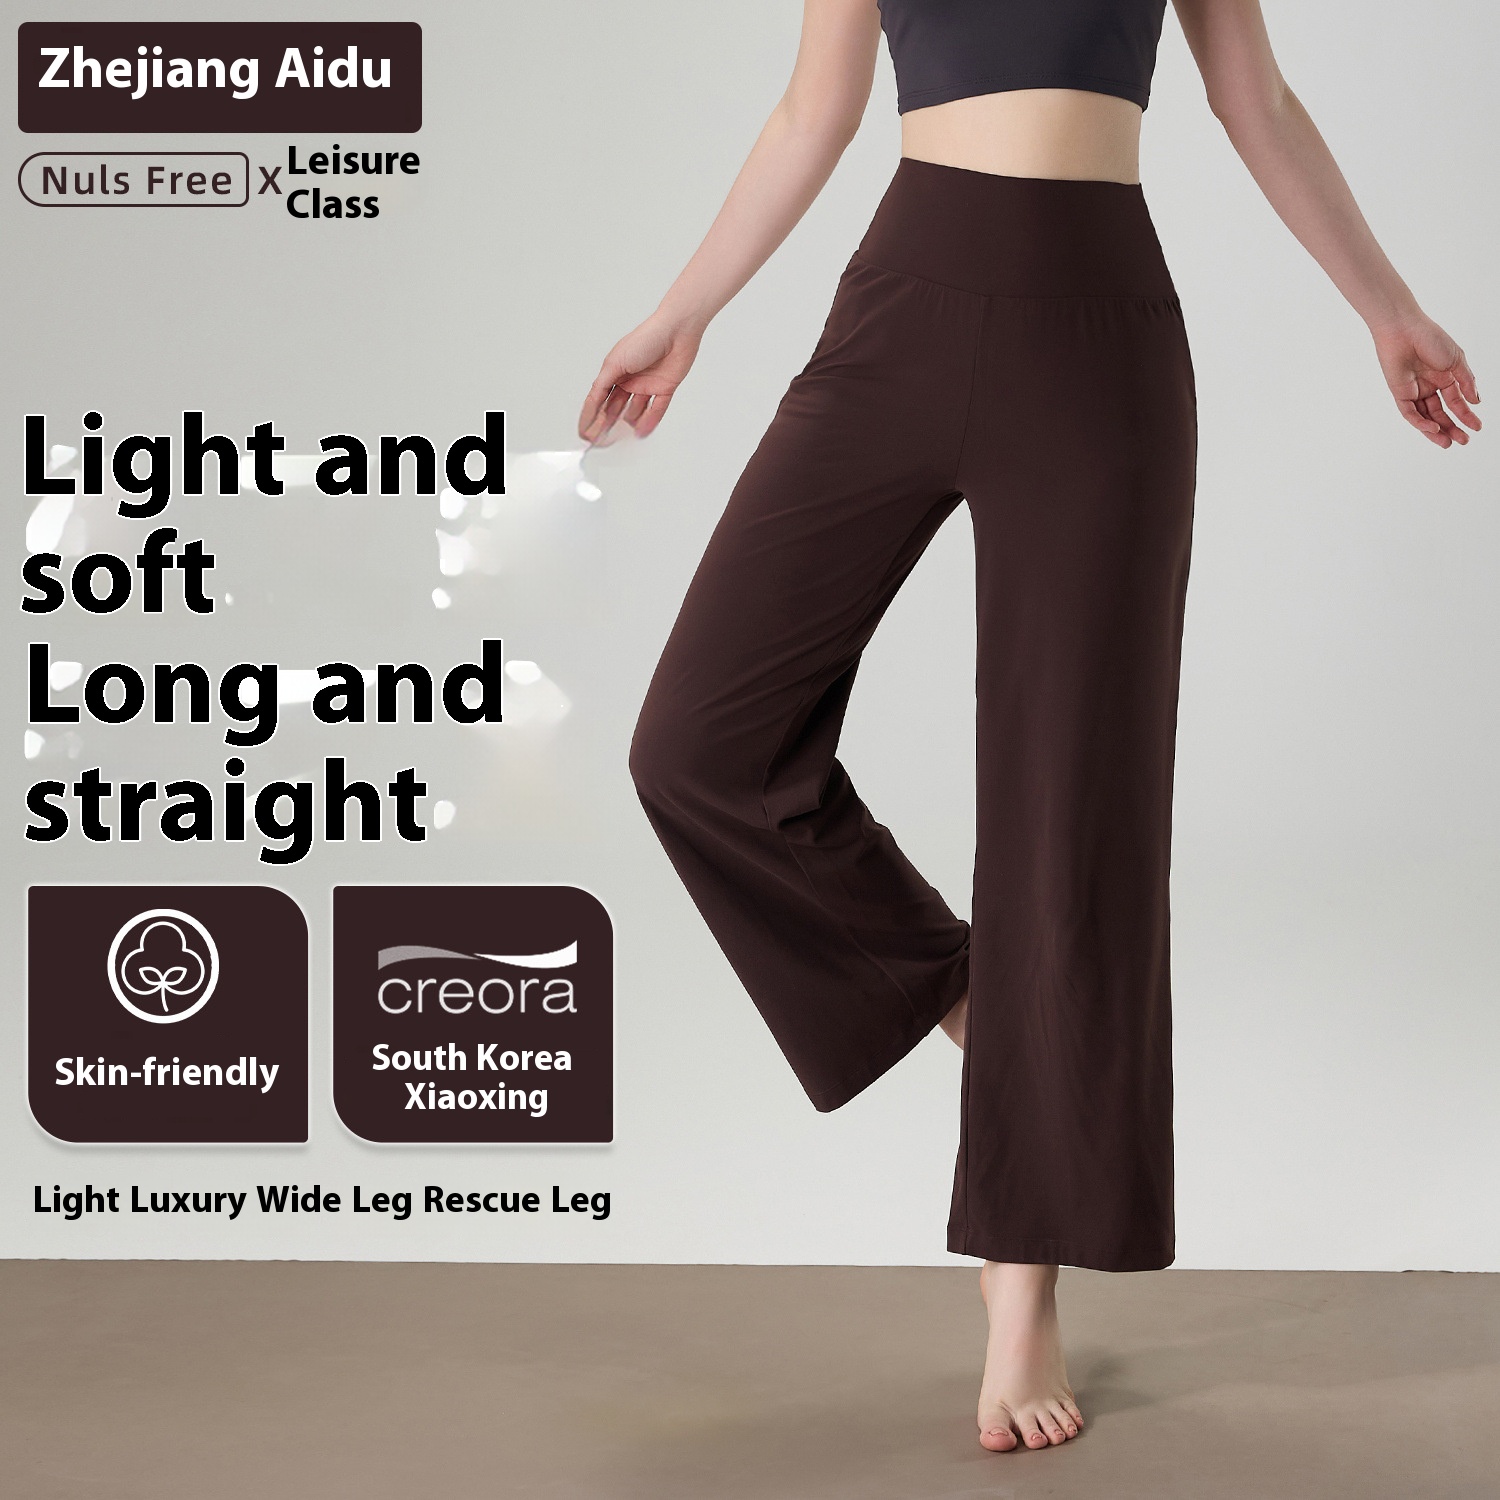 Zhejiang Aidu
Nuls Free X Leisure
Class
Light and
soft
Long and
straight
Skin-friendly
creora
South Korea
Xiaoxing
Light Luxury Wide Leg Rescue Leg